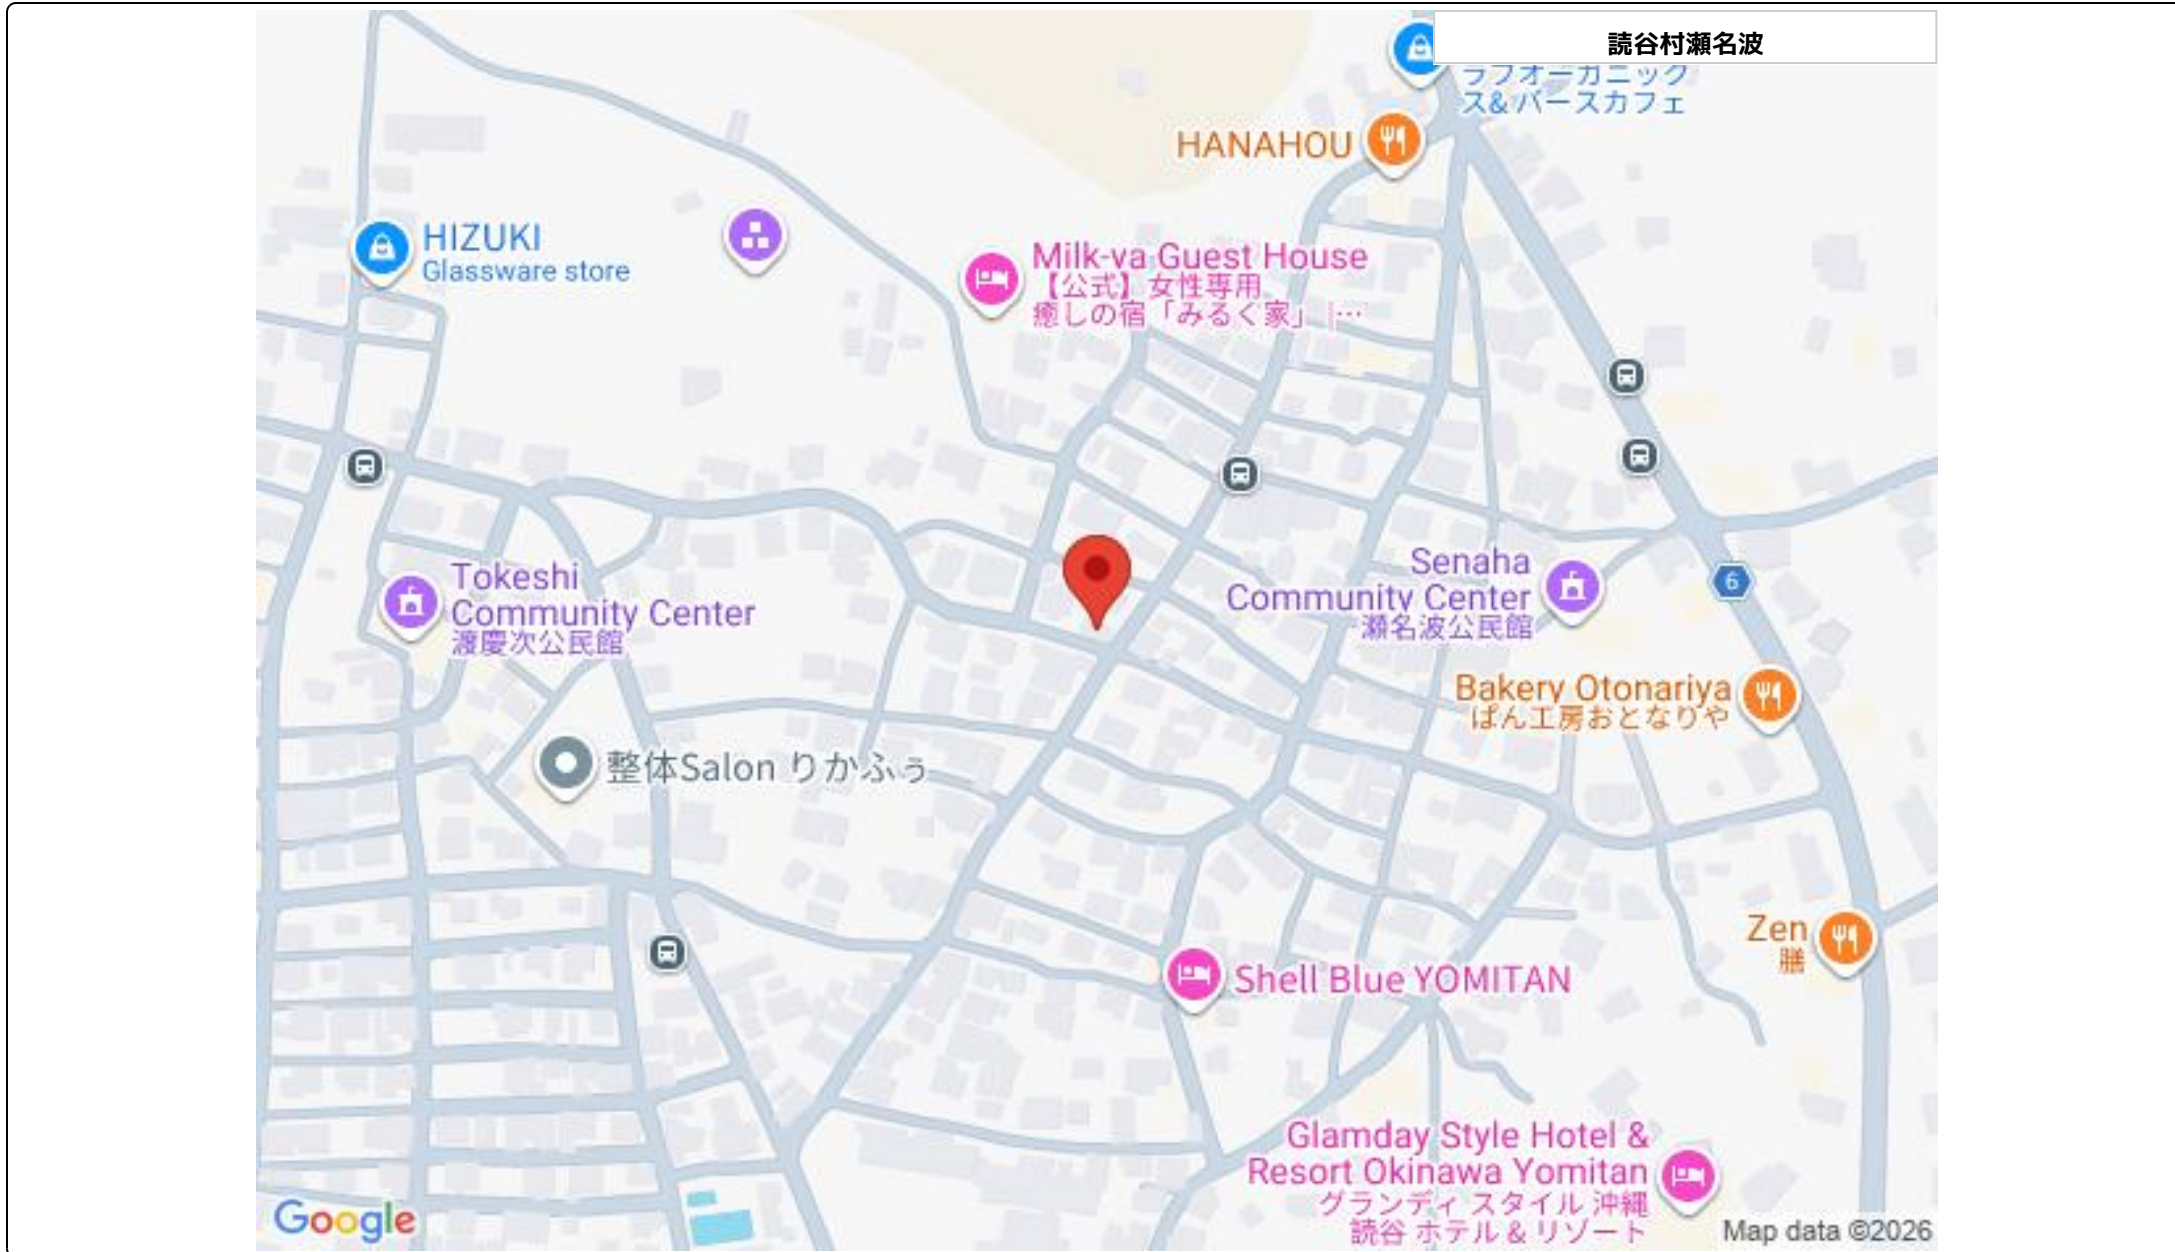 読谷村瀬名波
ラブオーガニック
ス&バースカフェ
HANAHOU
HIZUKI
Glassware store
Milk-ya Guest House
【公式】女性専用
癒しの宿「みるく家」 |…
Tokeshi
Community Center
渡慶次公民館
Senaha
Community Center
瀬名波公民館
6
Bakery Otonariya
ぱん工房おとなりや
整体Salon りかふぅ
Zen
膳
Shell Blue YOMITAN
Glamday Style Hotel &
Resort Okinawa Yomitan
グランディスタイル 沖縄
読谷 ホテル & リゾート
Google
Map data ©2026